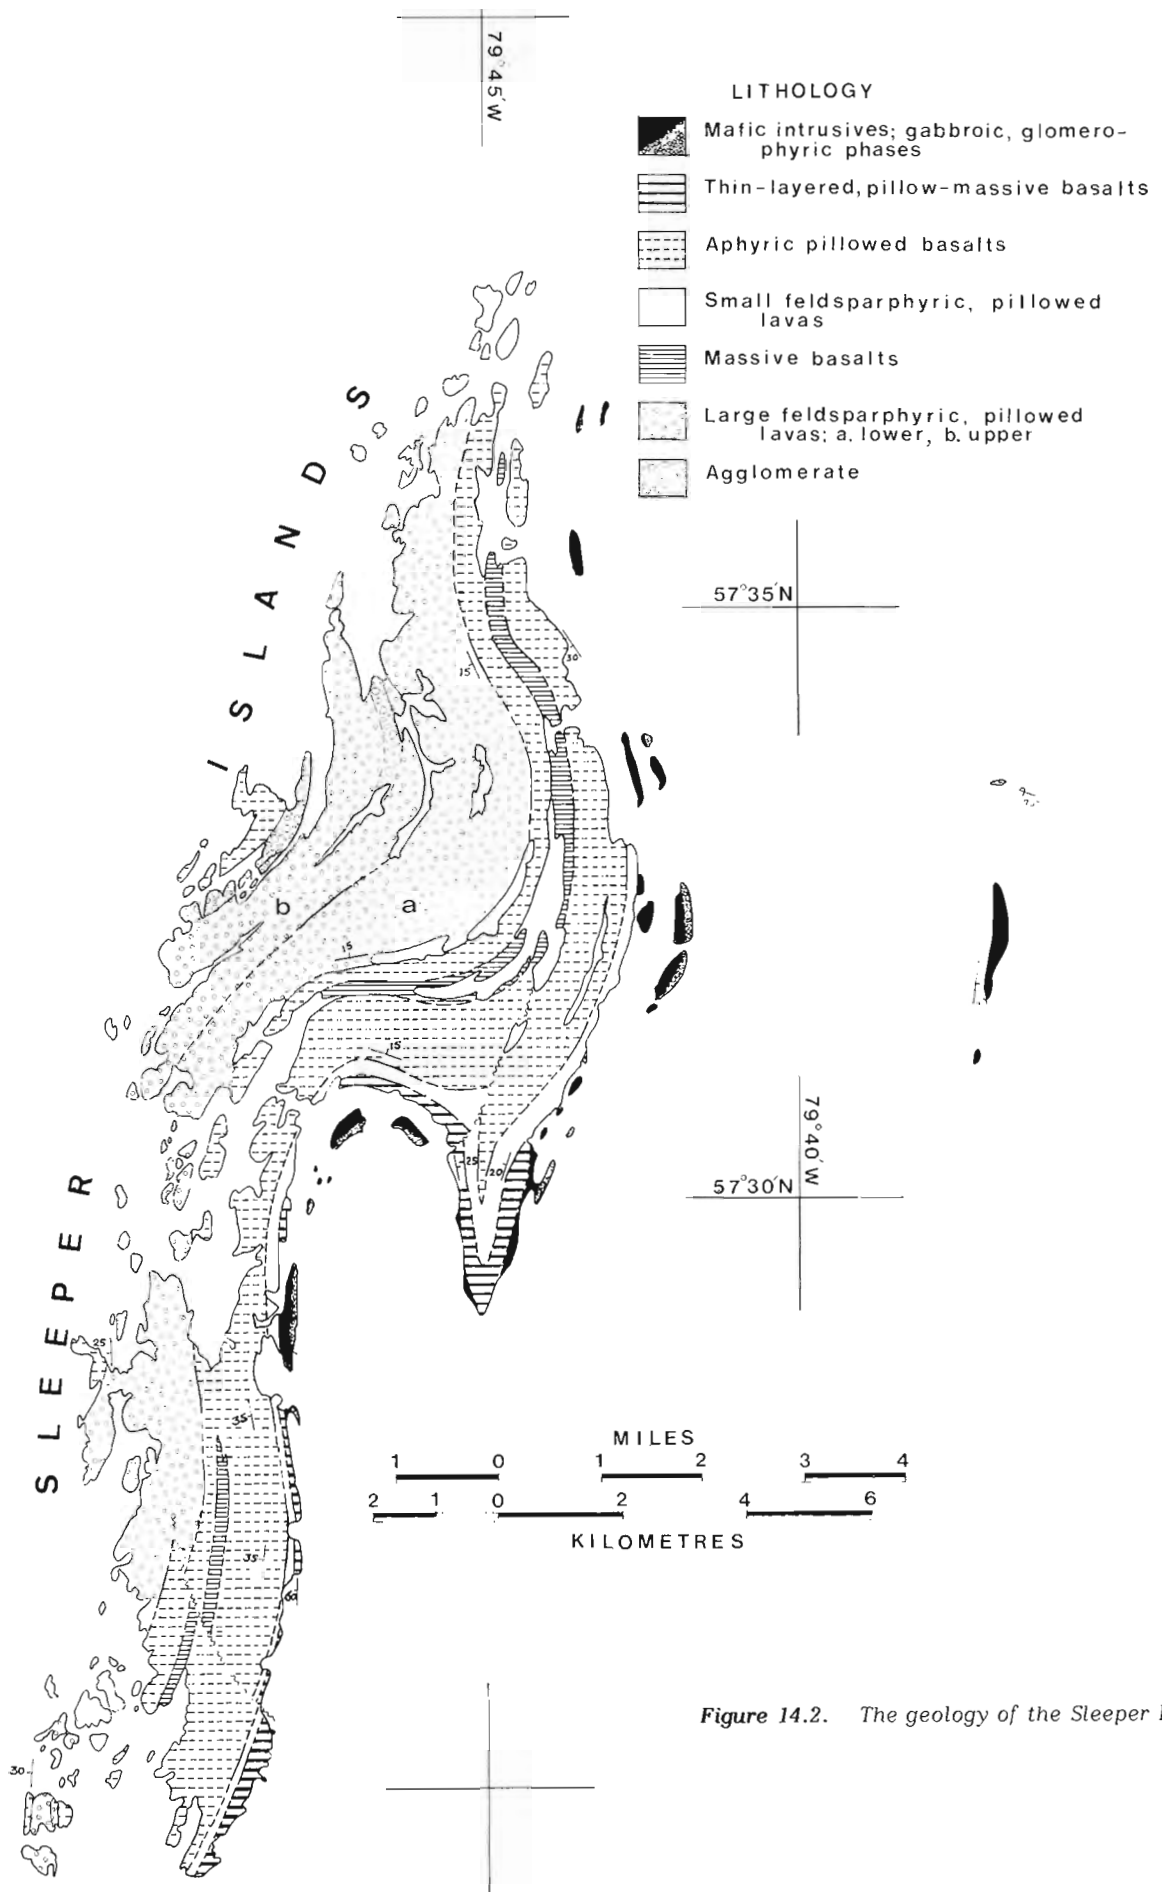 79°45'W
LITHOLOGY
Mafic intrusives; gabbroic, glomero-
phyric phases
Thin-layered, pillow-massive basalts
Aphyric pillowed basalts
Small feldsparphyric, pillowed
lavas
Massive basalts
Large feldsparphyric, pillowed
lavas; a. lower, b. upper
Agglomerate
SLEEPER ISLANDS
57°35'N
30
15
b
a
15
15
79°40'W
25
20
57°30'N
25
35
MILES
1 0 1 2 3 4
2 1 0 2 4 6
KILOMETRES
35
60
Figure 14.2. The geology of the Sleeper
30